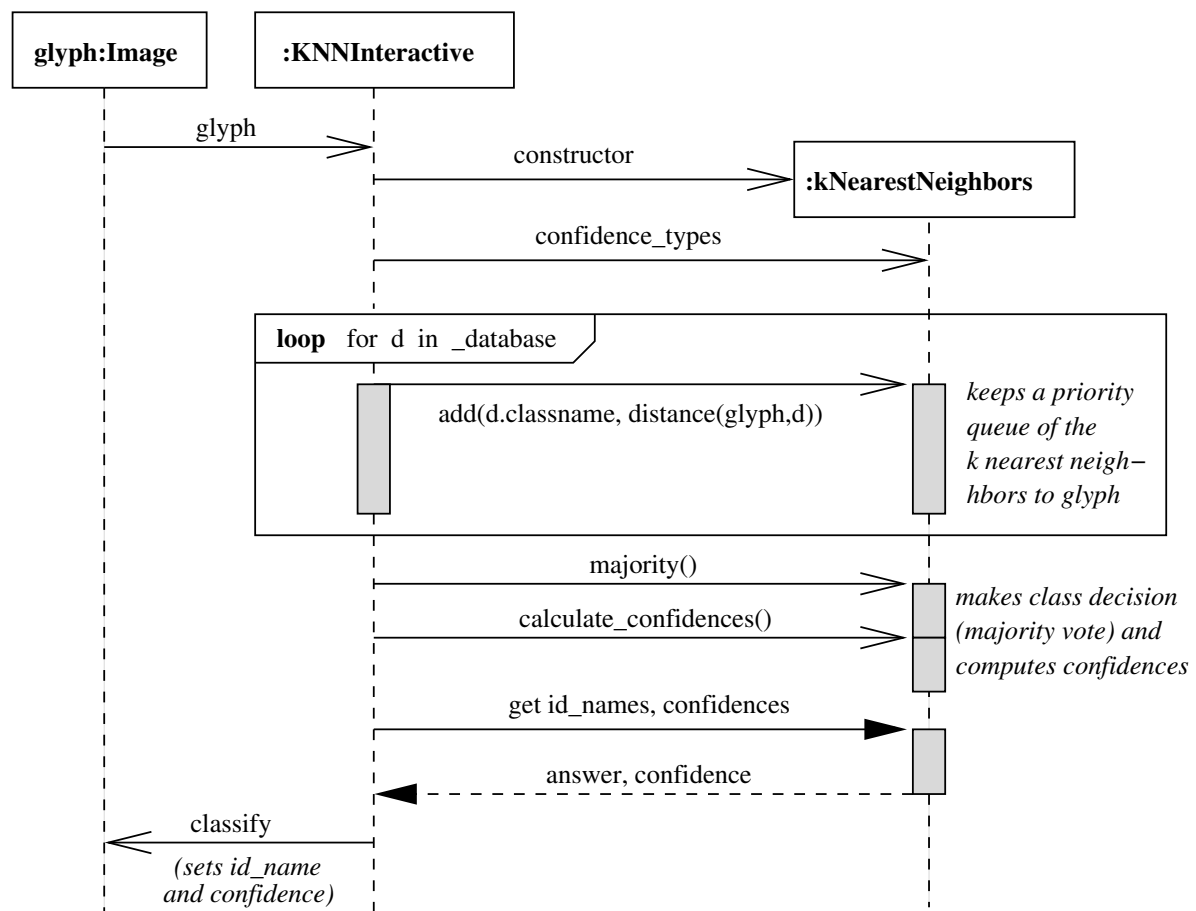 glyph:Image
:KNNInteractive
glyph
constructor
:kNearestNeighbors
confidence_types
loop for d in _database
add(d.classname, distance(glyph,d))
keeps a priority
queue of the
k nearest neigh−
hbors to glyph
majority()
calculate_confidences()
makes class decision
(majority vote) and
computes confidences
get id_names, confidences
answer, confidence
classify
(sets id_name
and confidence)